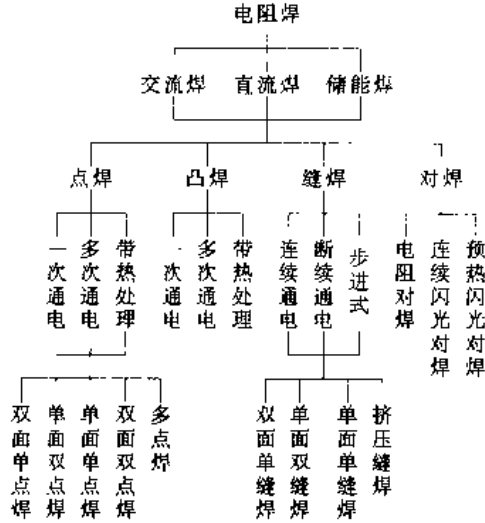 电阻焊
交流焊 直流焊 储能焊
点焊 凸焊 缝焊 对焊
一次通电
多次通电
带热处理
一次通电
多次通电
带热处理
连续通电
断续通电
步进式
电阻对焊
连续闪光对焊
预热闪光对焊
双面单点焊
单面双点焊
单面单点焊
双面双点焊
多点焊
双面单缝焊
单面双缝焊
单面单缝焊
挤压缝焊